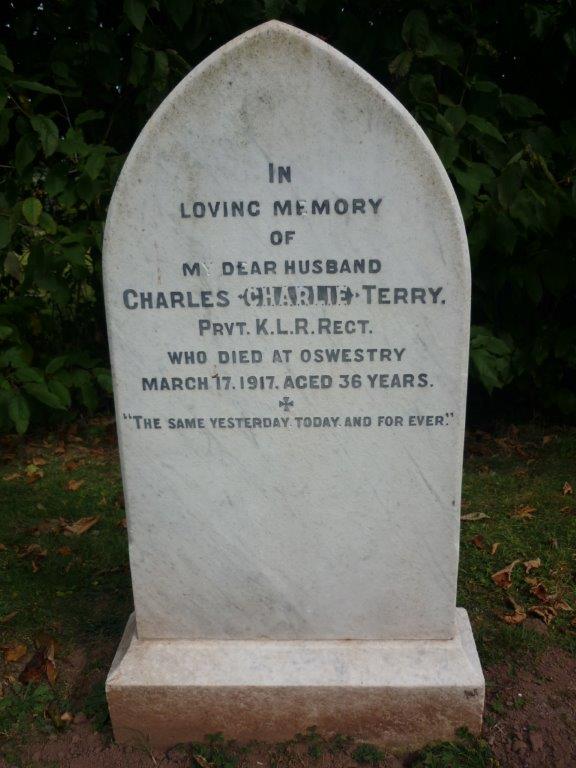 IN
LOVING MEMORY
OF
MY DEAR HUSBAND
CHARLES "CHARLIE" TERRY.
PRVT. K.L.R.REGT.
WHO DIED AT OSWESTRY
MARCH 17. 1917. AGED 36 YEARS.
"THE SAME YESTERDAY. TODAY. AND FOR EVER."